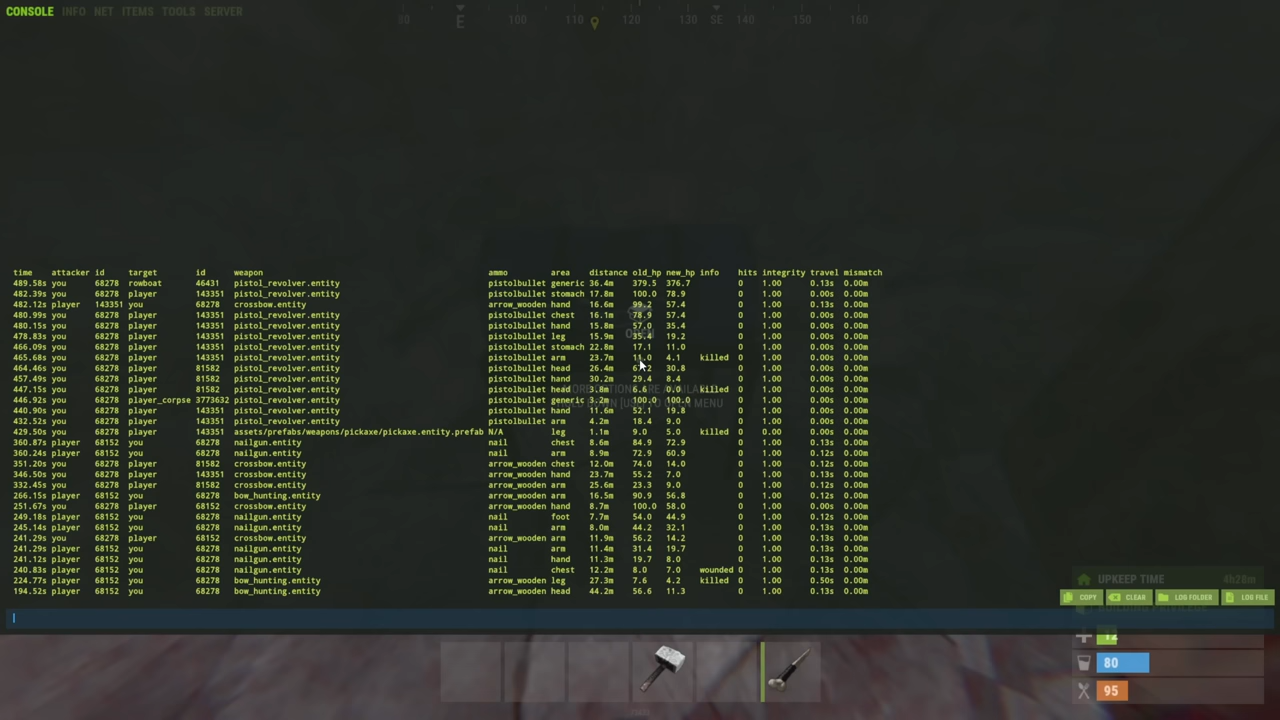 CONSOLE INFO NET ITEMS TOOLS SERVER
E 100 110 120 130 SE 140 150 160
time attacker id target id weapon ammo area distance old_hp new_hp info hits integrity travel mismatch
489.58s you 68278 rowboat 46431 pistol_revolver.entity pistolbullet generic 36.4m 379.5 376.7 0 1.00 0.13s 0.00m
482.39s you 68278 player 143351 pistol_revolver.entity pistolbullet stomach 17.8m 100.0 78.9 0 1.00 0.00s 0.00m
482.12s player 143351 you 68278 crossbow.entity arrow_wooden hand 16.6m 99.2 57.4 0 1.00 0.13s 0.00m
480.99s you 68278 player 143351 pistol_revolver.entity pistolbullet chest 16.1m 78.9 57.4 0 1.00 0.00s 0.00m
480.15s you 68278 player 143351 pistol_revolver.entity pistolbullet hand 15.8m 57.0 35.4 0 1.00 0.00s 0.00m
478.83s you 68278 player 143351 pistol_revolver.entity pistolbullet leg 15.9m 35.4 19.2 0 1.00 0.00s 0.00m
466.09s you 68278 player 143351 pistol_revolver.entity pistolbullet stomach 22.8m 17.1 11.0 0 1.00 0.00s 0.00m
465.68s you 68278 player 143351 pistol_revolver.entity pistolbullet arm 23.7m 11.0 4.1 killed 0 1.00 0.00s 0.00m
464.46s you 68278 player 81582 pistol_revolver.entity pistolbullet head 26.4m 30.8 0 1.00 0.00s 0.00m
457.49s you 68278 player 81582 pistol_revolver.entity pistolbullet hand 30.2m 29.4 8.4 0 1.00 0.00s 0.00m
447.15s you 68278 player 81582 pistol_revolver.entity pistolbullet head 3.3m 6.6 killed 0 1.00 0.00s 0.00m
446.92s you 68278 player_corpse 3773632 pistol_revolver.entity pistolbullet generic 3.2m 100.0 100.0 0 1.00 0.00s 0.00m
440.90s you 68278 player 143351 pistol_revolver.entity pistolbullet hand 11.6m 52.1 19.8 0 1.00 0.00s 0.00m
432.52s you 68278 player 143351 pistol_revolver.entity pistolbullet arm 4.2m 18.4 9.0 0 1.00 0.00s 0.00m
429.50s you 68278 player 143351 assets/prefabs/weapons/pickaxe/pickaxe.entity.prefab N/A leg 1.1m 9.0 5.0 killed 0 1.00 0.00s 0.00m
360.87s player 68152 you 68278 nailgun.entity nail chest 8.6m 84.9 72.9 0 1.00 0.13s 0.00m
360.24s player 68152 you 68278 nailgun.entity nail arm 8.9m 72.9 60.9 0 1.00 0.12s 0.00m
351.20s you 68278 player 81582 crossbow.entity arrow_wooden chest 12.0m 74.0 14.0 0 1.00 0.12s 0.00m
346.50s you 68278 player 143351 crossbow.entity arrow_wooden hand 23.7m 55.2 7.0 0 1.00 0.13s 0.00m
332.45s you 68278 player 81582 crossbow.entity arrow_wooden arm 25.6m 23.3 9.0 0 1.00 0.13s 0.00m
266.15s player 68152 you 68278 bow_hunting.entity arrow_wooden arm 16.5m 90.9 56.8 0 1.00 0.12s 0.00m
251.67s you 68278 player 68152 crossbow.entity arrow_wooden hand 8.7m 100.0 58.0 0 1.00 0.13s 0.00m
249.18s player 68152 you 68278 nailgun.entity nail foot 7.7m 54.0 44.9 0 1.00 0.12s 0.00m
245.14s player 68152 you 68278 nailgun.entity nail arm 8.0m 44.2 32.1 0 1.00 0.13s 0.00m
241.29s you 68278 player 68152 crossbow.entity arrow_wooden arm 11.9m 56.2 14.2 0 1.00 0.13s 0.00m
241.29s player 68152 you 68278 nailgun.entity nail arm 11.4m 31.4 19.7 0 1.00 0.13s 0.00m
241.12s player 68152 you 68278 nailgun.entity nail hand 11.3m 19.7 8.0 0 1.00 0.13s 0.00m
240.83s player 68152 you 68278 nailgun.entity nail chest 12.2m 8.0 7.0 wounded 0 1.00 0.13s 0.00m
224.77s player 68152 you 68278 bow_hunting.entity arrow_wooden leg 27.3m 7.6 4.2 killed 0 1.00 0.50s 0.00m
194.52s player 68152 you 68278 bow_hunting.entity arrow_wooden head 44.2m 56.6 11.3 0 1.00 0.13s 0.00m
UPKEEP TIME 4h28m
COPY CLEAR LOG FOLDER LOG FILE
12
80
95